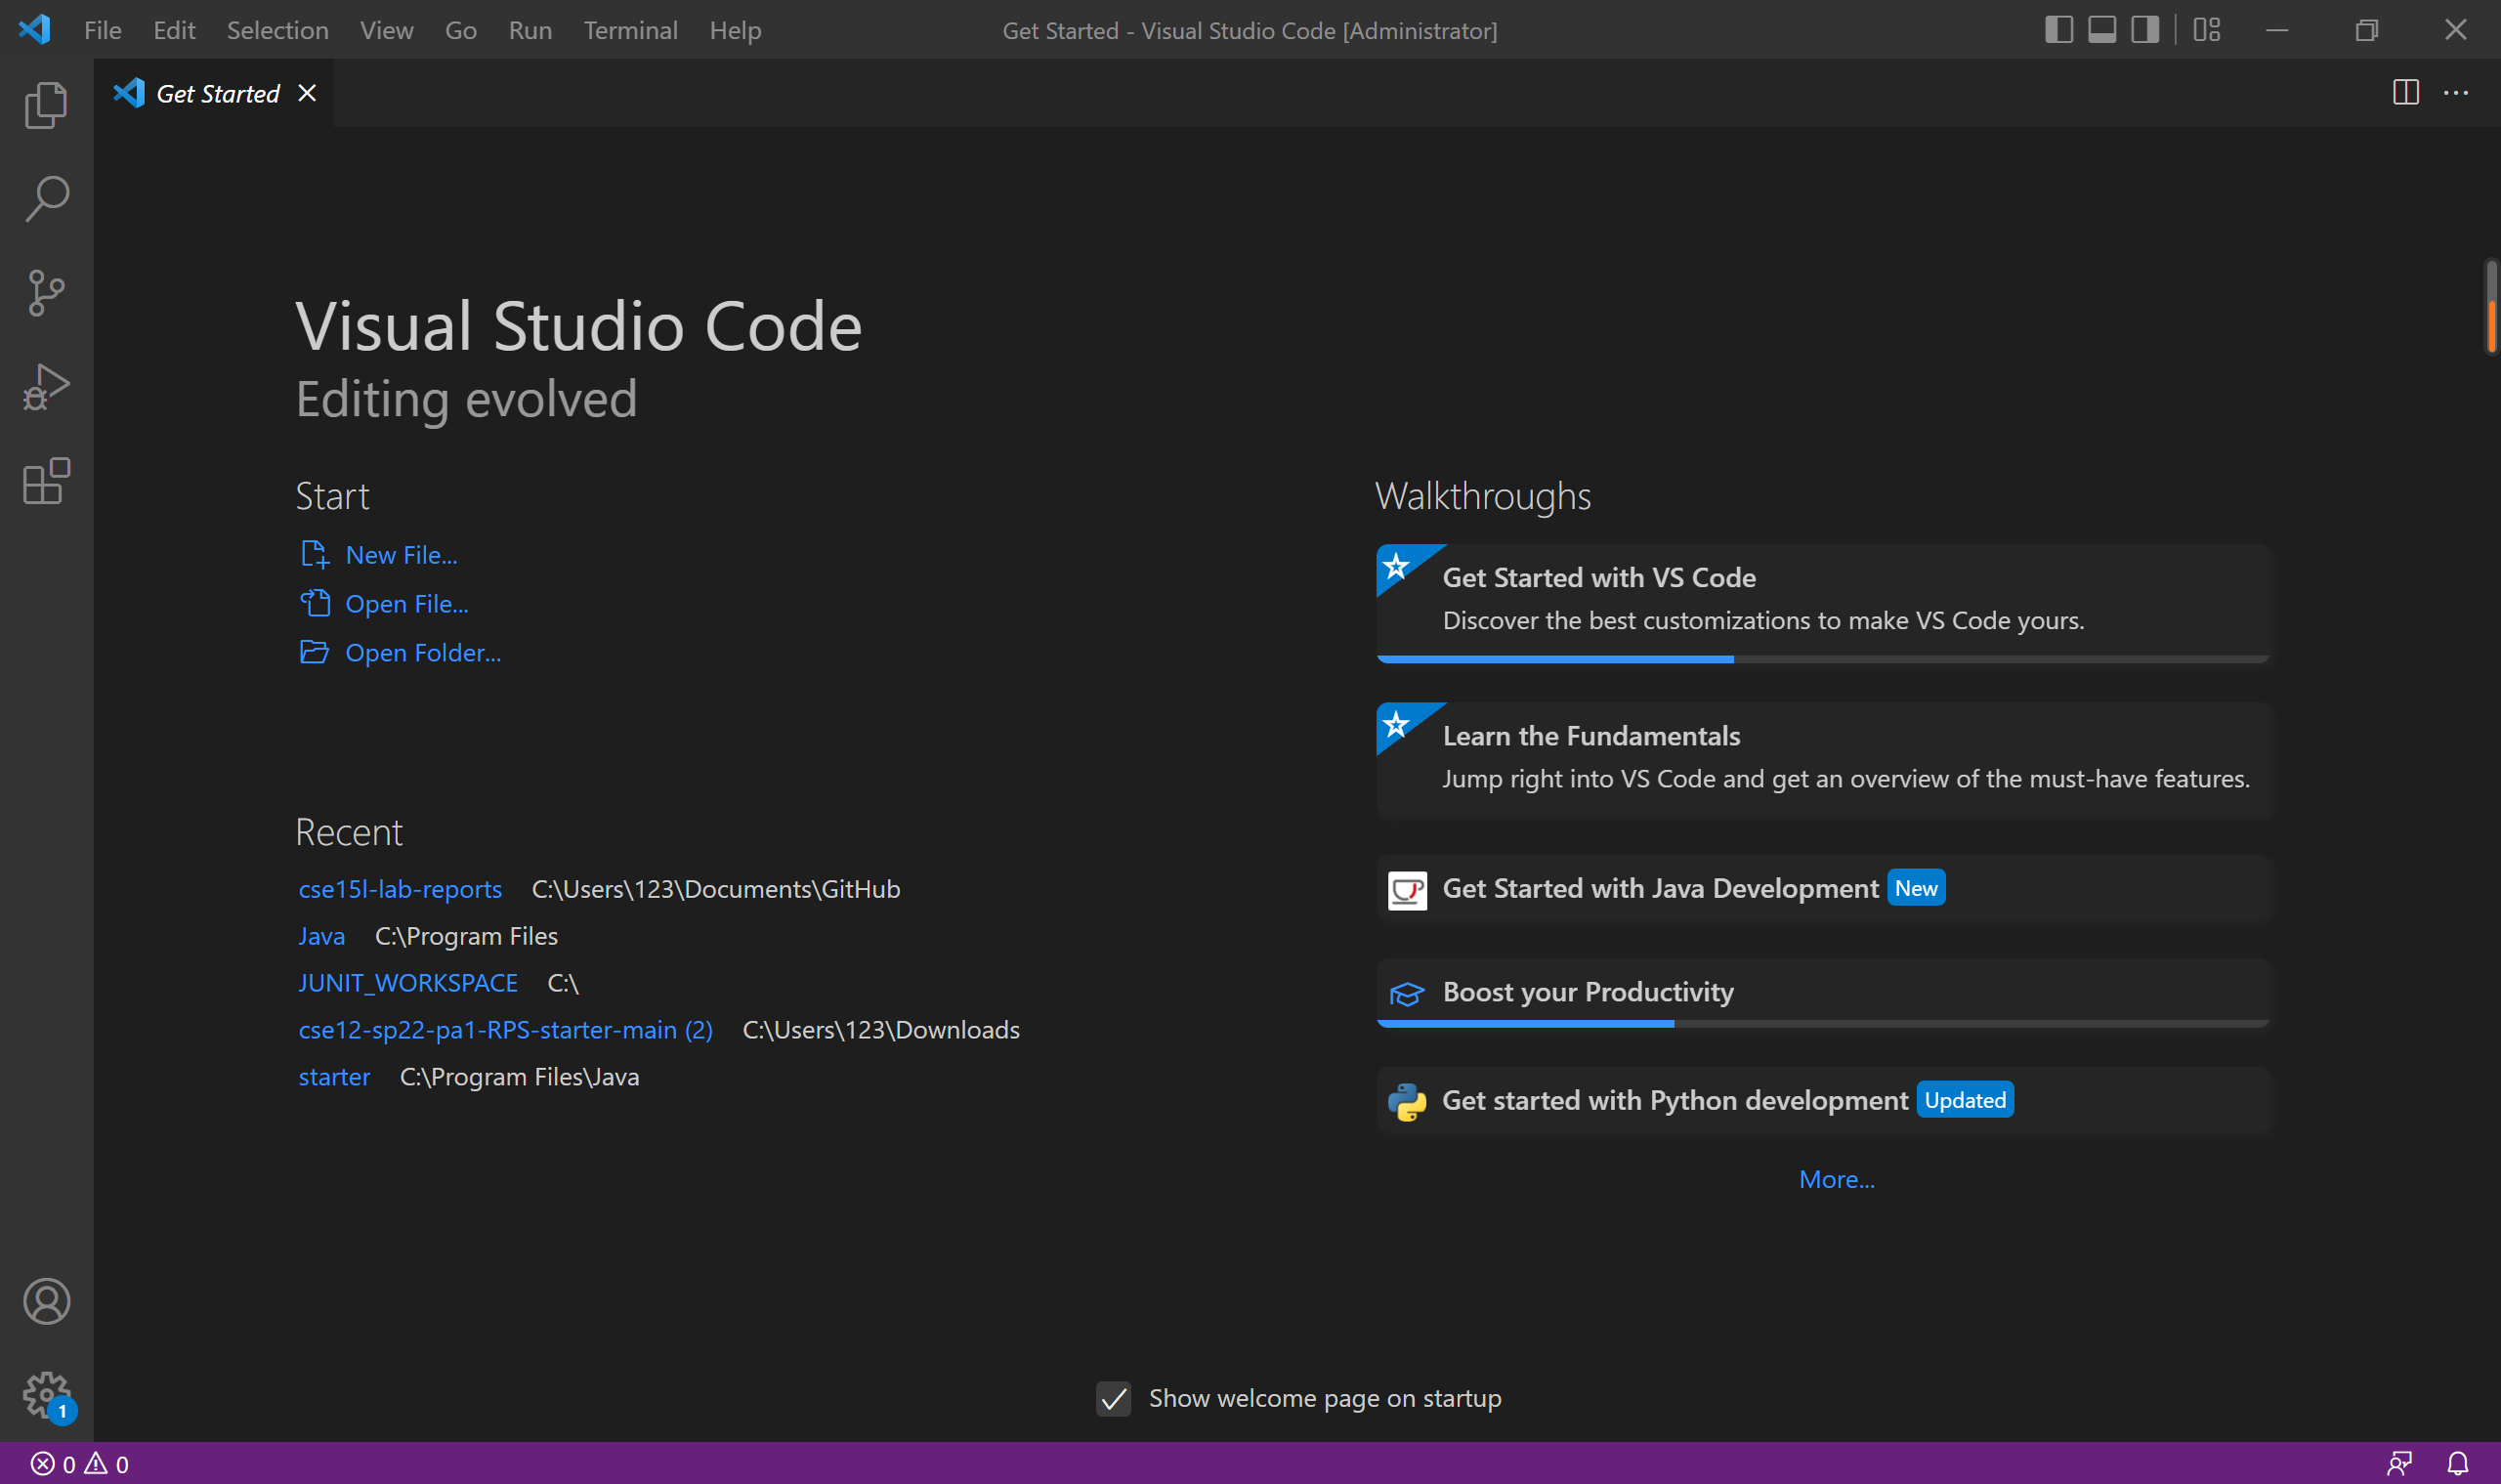 File Edit Selection View Go Run Terminal Help
Get Started - Visual Studio Code [Administrator]
Get Started
Visual Studio Code
Editing evolved
Start
New File...
Open File...
Open Folder...
Recent
cse15l-lab-reports C:\Users\123\Documents\GitHub
Java C:\Program Files
JUNIT_WORKSPACE C:\
cse12-sp22-pa1-RPS-starter-main (2) C:\Users\123\Downloads
starter C:\Program Files\Java
Walkthroughs
Get Started with VS Code
Discover the best customizations to make VS Code yours.
Learn the Fundamentals
Jump right into VS Code and get an overview of the must-have features.
Get Started with Java Development New
Boost your Productivity
Get started with Python development Updated
More...
Show welcome page on startup
1
0 0